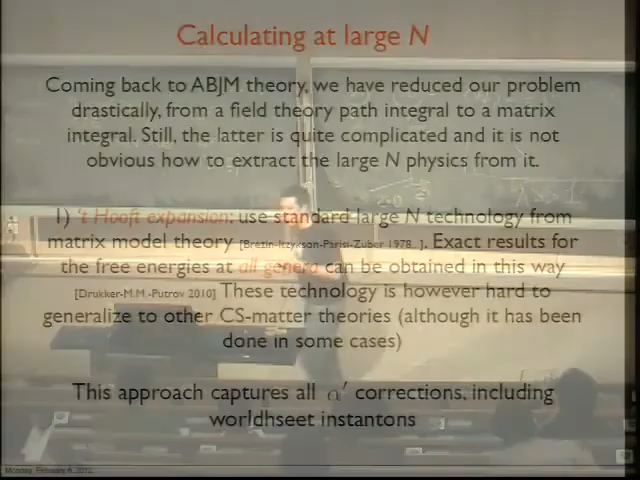 Calculating at large N
Coming back to ABJM theory, we have reduced our problem
drastically, from a field theory path integral to a matrix
integral. Still, the latter is quite complicated and it is not
obvious how to extract the large N physics from it.
1) 't Hooft expansion: use standard large N technology from
matrix model theory [Brezin-Itzykson-Parisi-Zuber 1978, ]. Exact results for
the free energies at all genera can be obtained in this way
[Drukker-M.M.-Putrov 2010] These technology is however hard to
generalize to other CS-matter theories (although it has been
done in some cases)
This approach captures all α′ corrections, including
worldhseet instantons
Monday, February 6, 2012